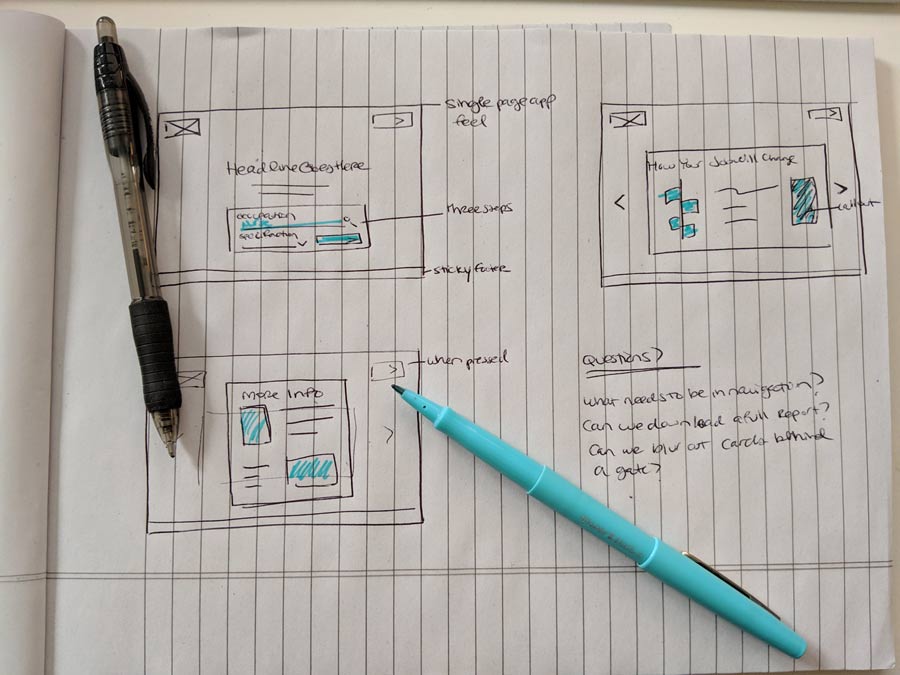 Single page app
feel
Headline Goes Here
occupation
three steps
sticky footer
How Your Job Will Change
callout
when pressed
more info
Questions?
what needs to be in navigation?
Can we download a full report?
Can we blur out cards behind
a gate?